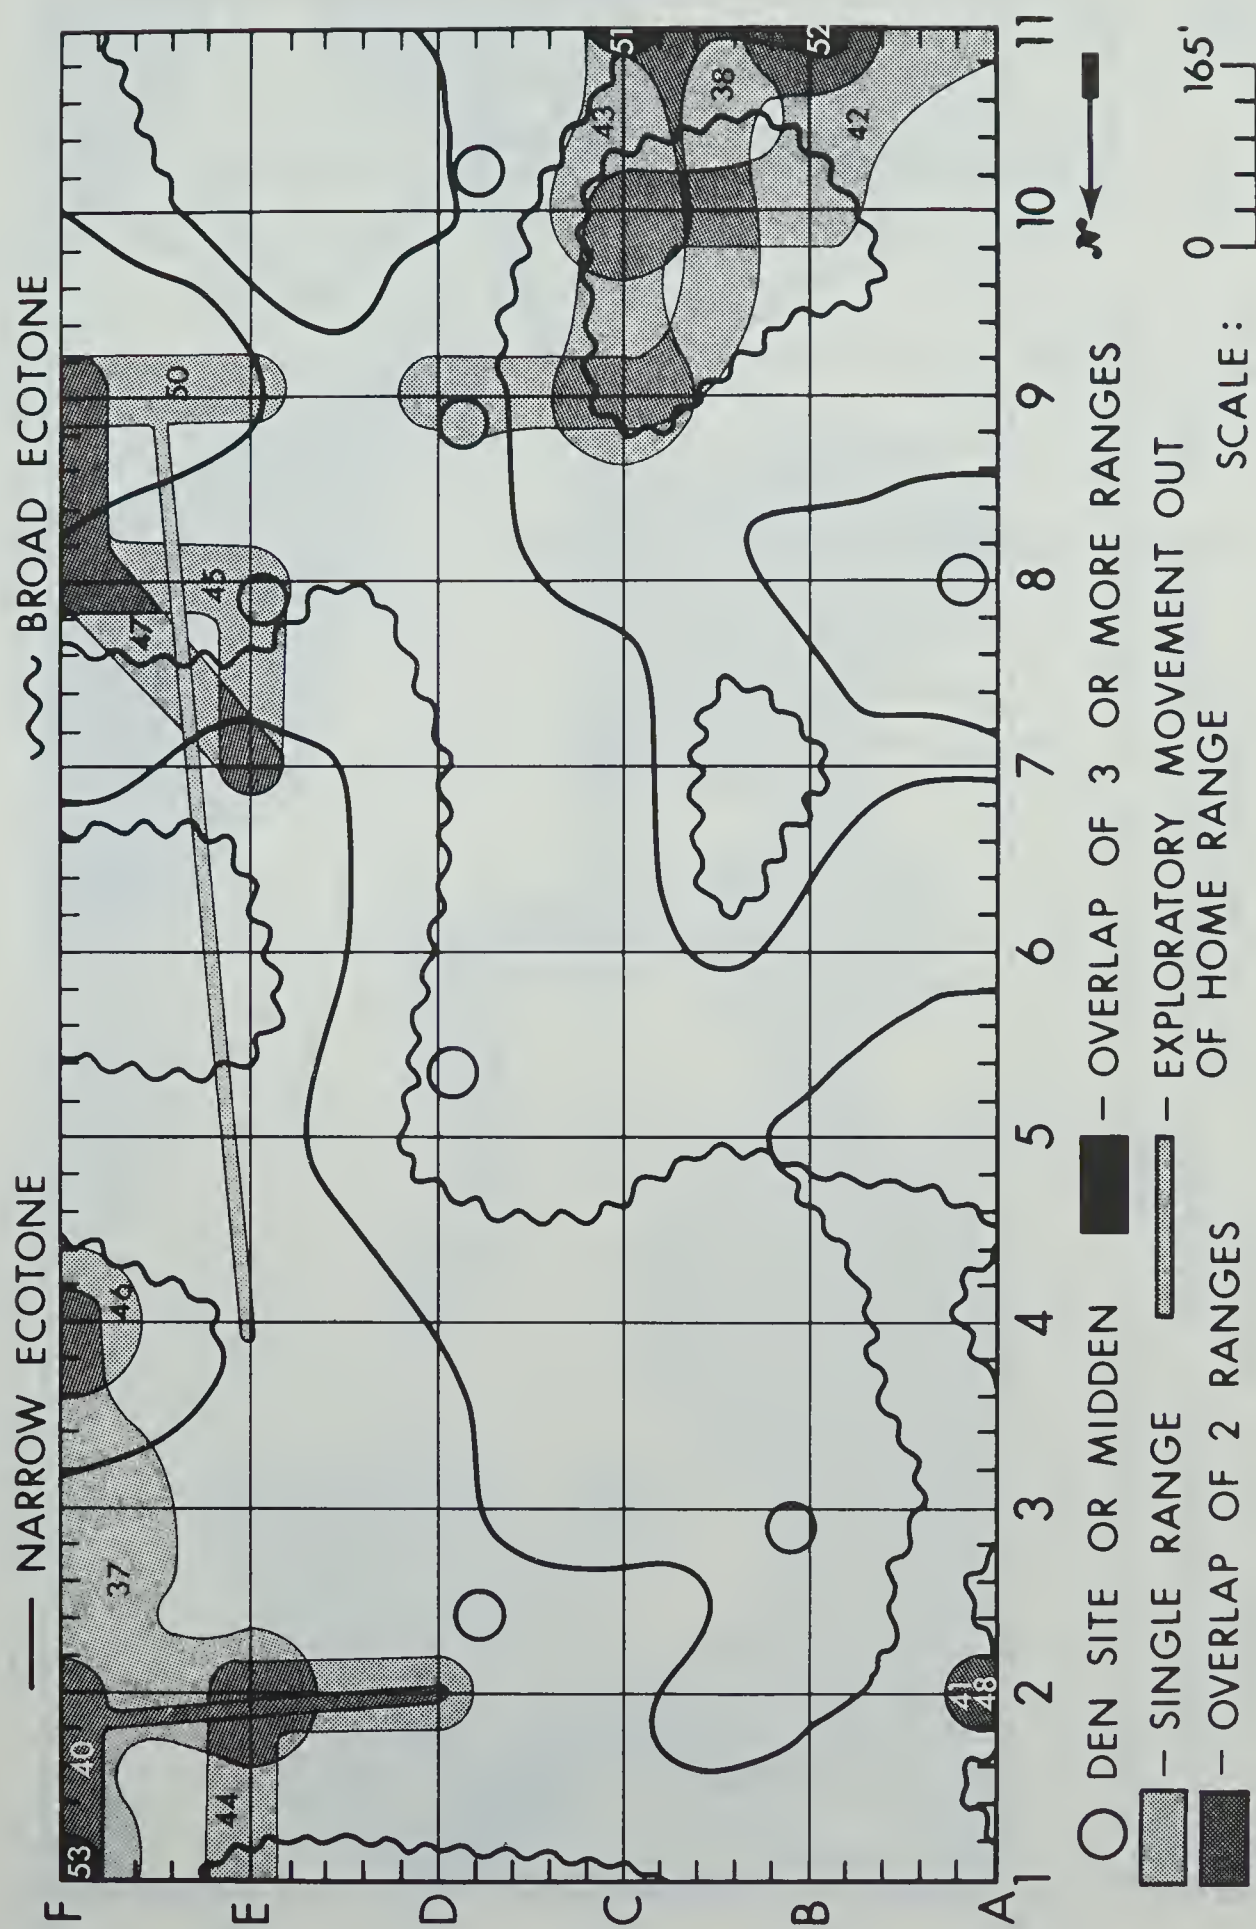 — NARROW ECOTONE
BROAD ECOTONE
F
E
D
C
B
A
1
2
3
4
5
6
7
8
9
10
11
53
40
44
37
46
47
45
50
43
51
38
52
42
41
48
DEN SITE OR MIDDEN
— SINGLE RANGE
— OVERLAP OF 2 RANGES
— OVERLAP OF 3 OR MORE RANGES
— EXPLORATORY MOVEMENT OUT
OF HOME RANGE
N
SCALE :
0 165'